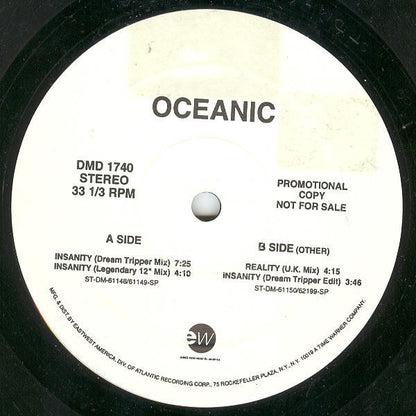 OCEANIC
DMD 1740
STEREO
33 1/3 RPM
PROMOTIONAL
COPY
NOT FOR SALE
A SIDE
INSANITY (Dream Tripper Mix) 7:25
INSANITY (Legendary 12" Mix) 4:10
ST-DM-61148/61149-SP
B SIDE (OTHER)
REALITY (U.K. Mix) 4:15
INSANITY (Dream Tripper Edit) 3:46
ST-DM-61150/62199-SP
ew
MFG. & DIST. BY EASTWEST AMERICA, DIV. OF ATLANTIC RECORDING CORP., 75 ROCKEFELLER PLAZA, N.Y., N.Y. 10019 A TIME WARNER COMPANY.